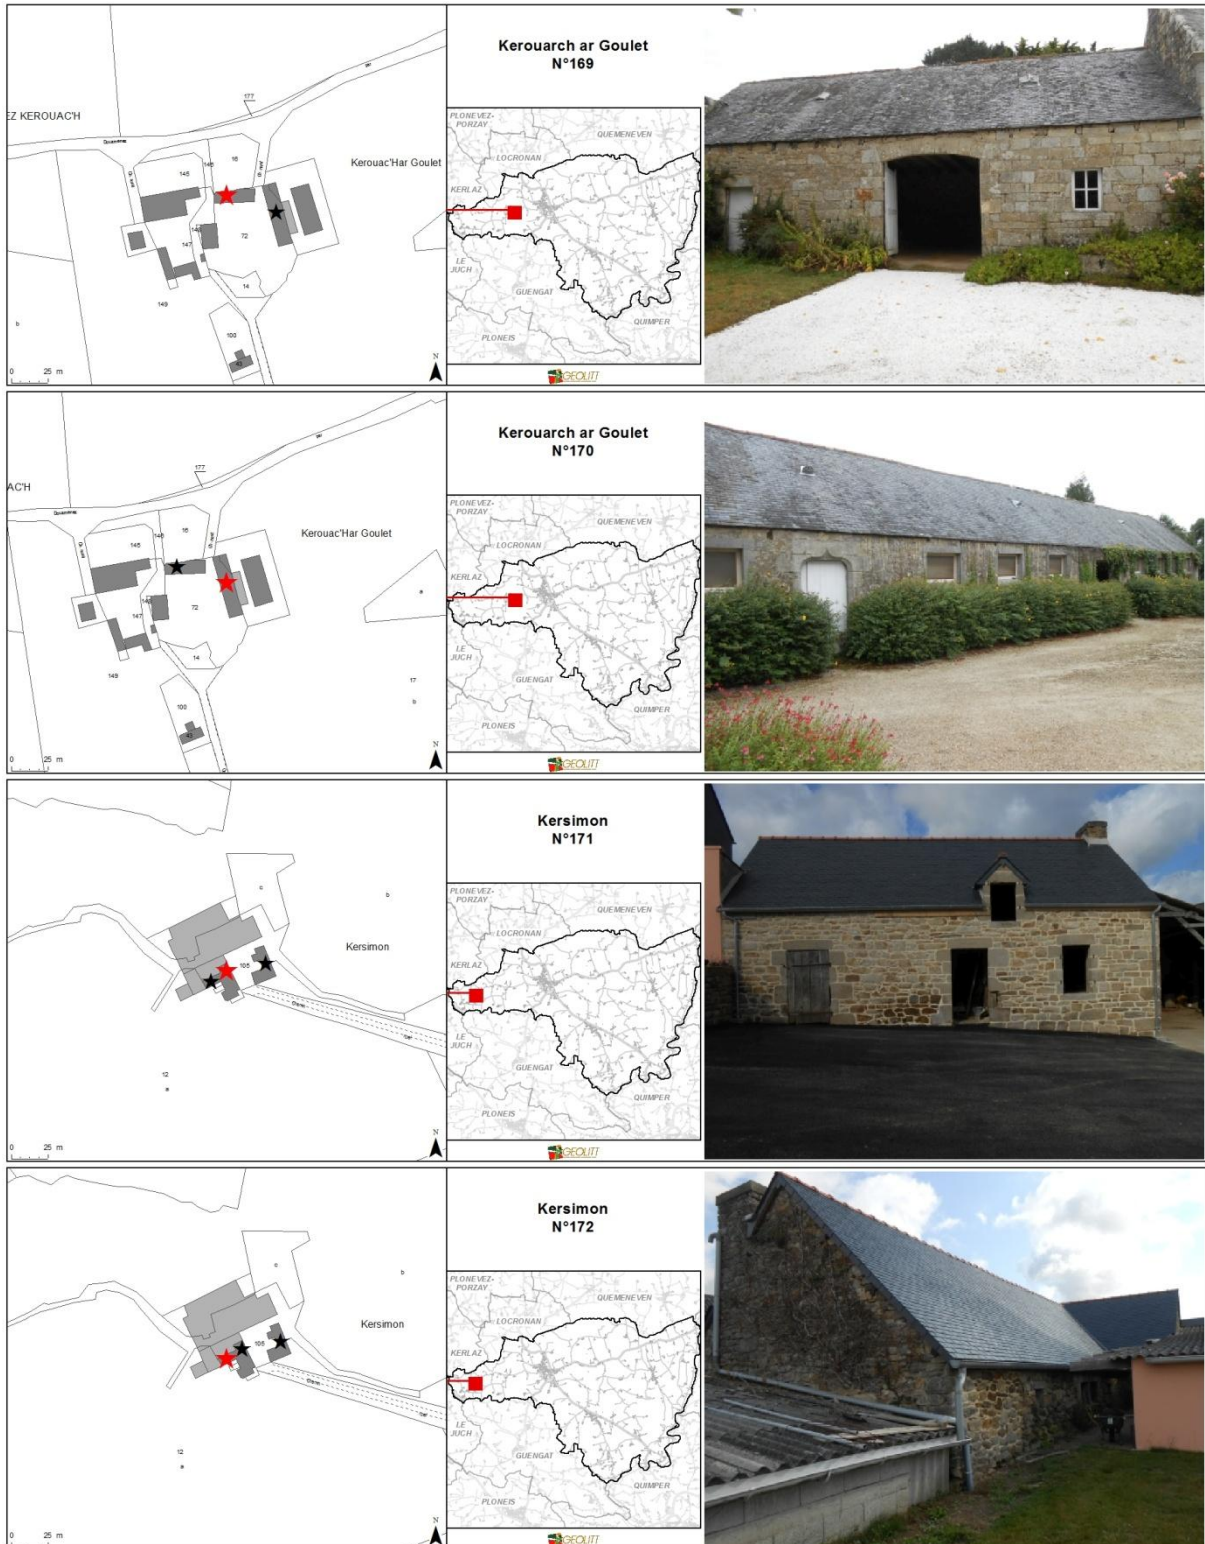 EZ KEROUAC'H
177
146
16
145
Kerouac'Har Goulet
72
147
149
14
100
b
0 25 m
N
Kerouarch ar Goulet
N°169
PLONEVEZ-
PORZAY
QUEMENEVEN
LOCRONAN
KERLAZ
LE
JUCH
GUENGAT
QUIMPER
PLONEIS
GEOLITT
AC'H
177
146
16
145
Kerouac'Har Goulet
a
72
147
149
14
17
b
100
0 25 m
N
Kerouarch ar Goulet
N°170
PLONEVEZ-
PORZAY
QUEMENEVEN
LOCRONAN
KERLAZ
LE
JUCH
GUENGAT
QUIMPER
PLONEIS
GEOLITT
c
b
Kersimon
105
12
a
0 25 m
N
Kersimon
N°171
PLONEVEZ-
PORZAY
QUEMENEVEN
LOCRONAN
KERLAZ
LE
JUCH
GUENGAT
QUIMPER
PLONEIS
GEOLITT
c
b
Kersimon
105
12
a
0 25 m
N
Kersimon
N°172
PLONEVEZ-
PORZAY
QUEMENEVEN
LOCRONAN
KERLAZ
LE
JUCH
GUENGAT
QUIMPER
PLONEIS
GEOLITT